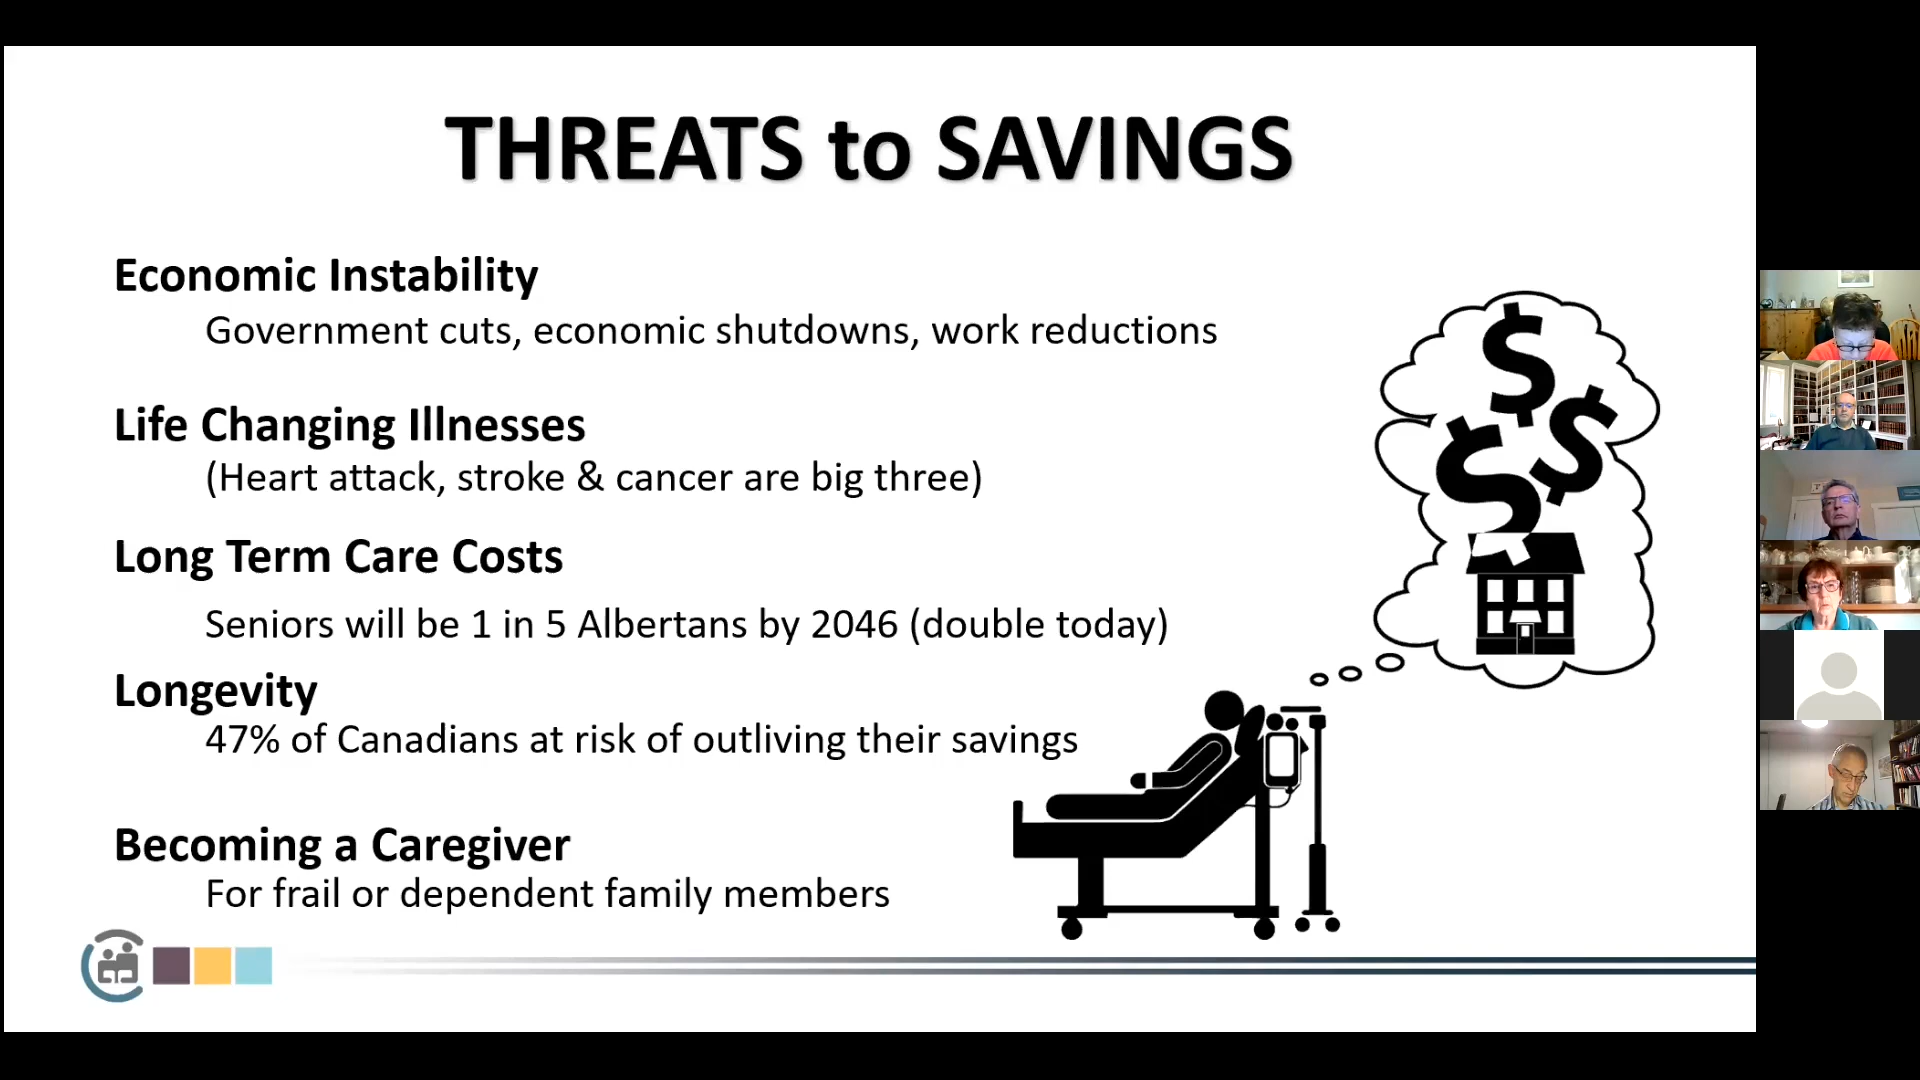 THREATS to SAVINGS
Economic Instability
Government cuts, economic shutdowns, work reductions
Life Changing Illnesses
(Heart attack, stroke & cancer are big three)
Long Term Care Costs
Seniors will be 1 in 5 Albertans by 2046 (double today)
Longevity
47% of Canadians at risk of outliving their savings
Becoming a Caregiver
For frail or dependent family members
$
$
$